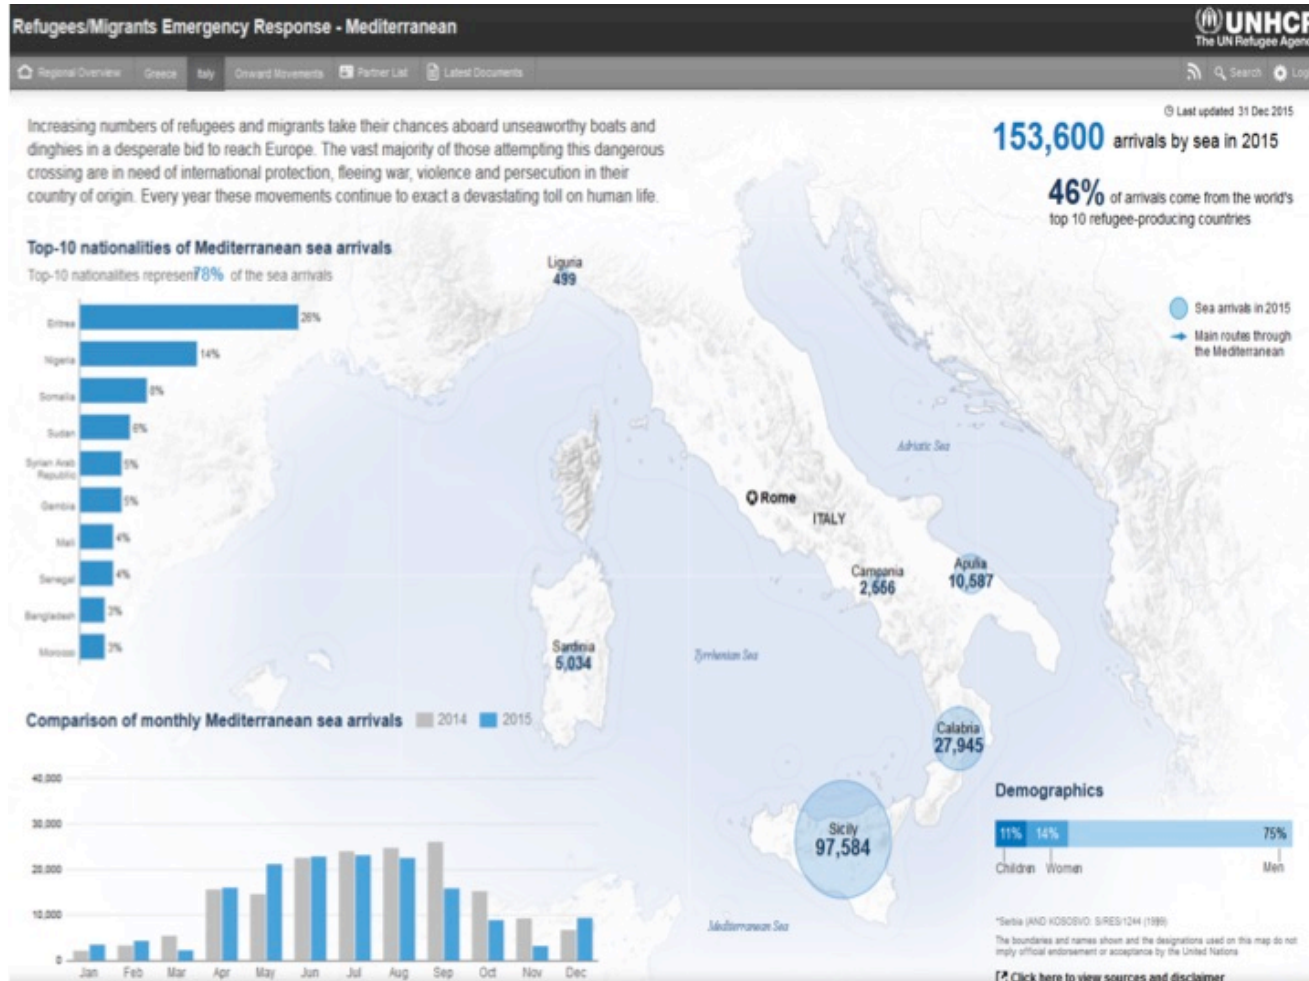 Refugees/Migrants Emergency Response - Mediterranean
UNHCR
The UN Refugee Agenc
Regional Overview
Greece
Italy
Onward Movements
Partner List
Latest Documents
Search
Log
Increasing numbers of refugees and migrants take their chances aboard unseaworthy boats and
dinghies in a desperate bid to reach Europe. The vast majority of those attempting this dangerous
crossing are in need of international protection, fleeing war, violence and persecution in their
country of origin. Every year these movements continue to exact a devastating toll on human life.
Last updated 31 Dec 2015
153,600 arrivals by sea in 2015
46% of arrivals come from the world's
top 10 refugee-producing countries
Top-10 nationalities of Mediterranean sea arrivals
Top-10 nationalities represent 78% of the sea arrivals
Eritrea 26%
Nigeria 14%
Somalia 8%
Sudan 6%
Syrian Arab
Republic 5%
Gambia 5%
Mali 4%
Senegal 4%
Bangladesh 3%
Morocco 3%
Sea arrivals in 2015
Main routes through
the Mediterranean
Liguria
499
Adriatic Sea
Rome
ITALY
Campania
2,556
Apulia
10,587
Sardinia
5,034
Tyrrhenian Sea
Calabria
27,945
Sicily
97,584
Mediterranean Sea
Comparison of monthly Mediterranean sea arrivals 2014 2015
40,000
30,000
20,000
10,000
0
Jan Feb Mar Apr May Jun Jul Aug Sep Oct Nov Dec
Demographics
11% 14% 75%
Children Women Men
*Serbia (AND KOSOSVO: S/RES/1244 (1999)
The boundaries and names shown and the designations used on this map do not
imply official endorsement or acceptance by the United Nations
Click here to view sources and disclaimer